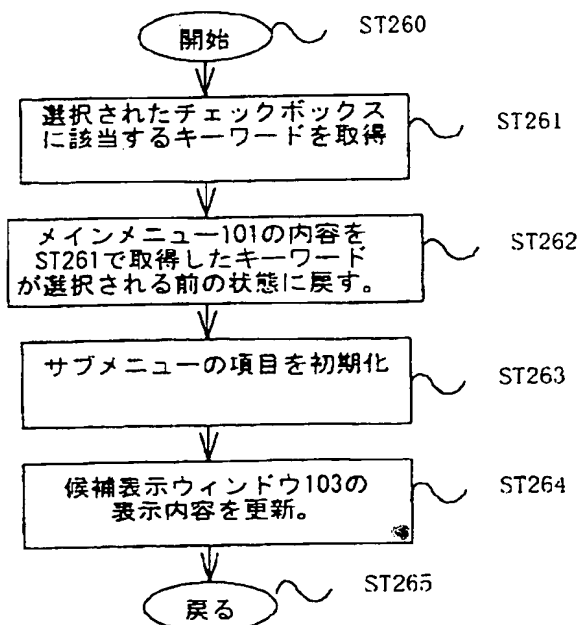 開始
ST260
選択されたチェックボックス
に該当するキーワードを取得
ST261
メインメニュー101の内容を
ST261で取得したキーワード
が選択される前の状態に戻す。
ST262
サブメニューの項目を初期化
ST263
候補表示ウィンドウ103の
表示内容を更新。
ST264
戻る
ST265